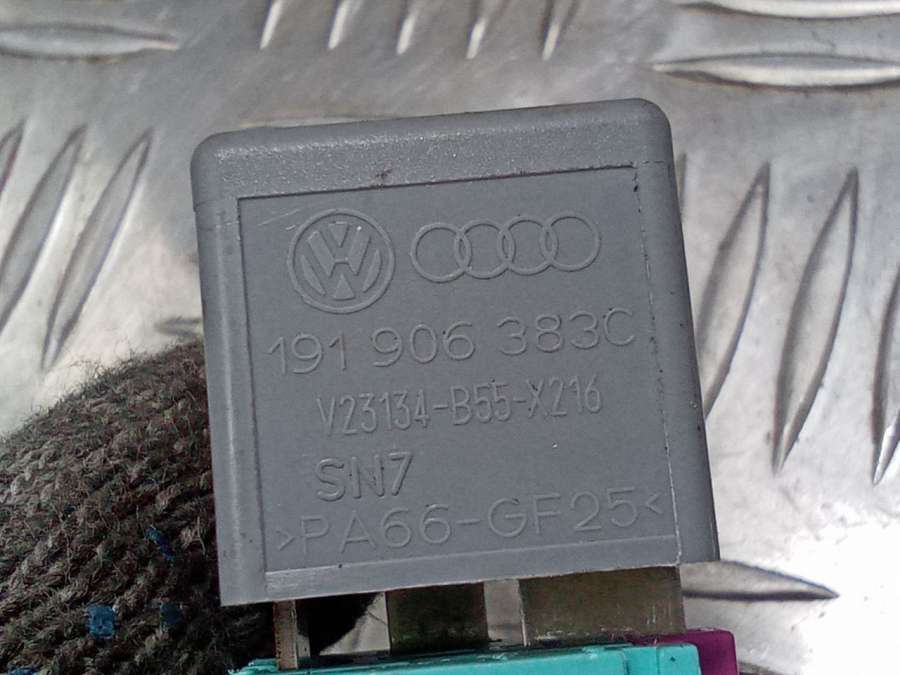 191 906 383C
V23134-B55-X216
SN7
>PA66-GF25<